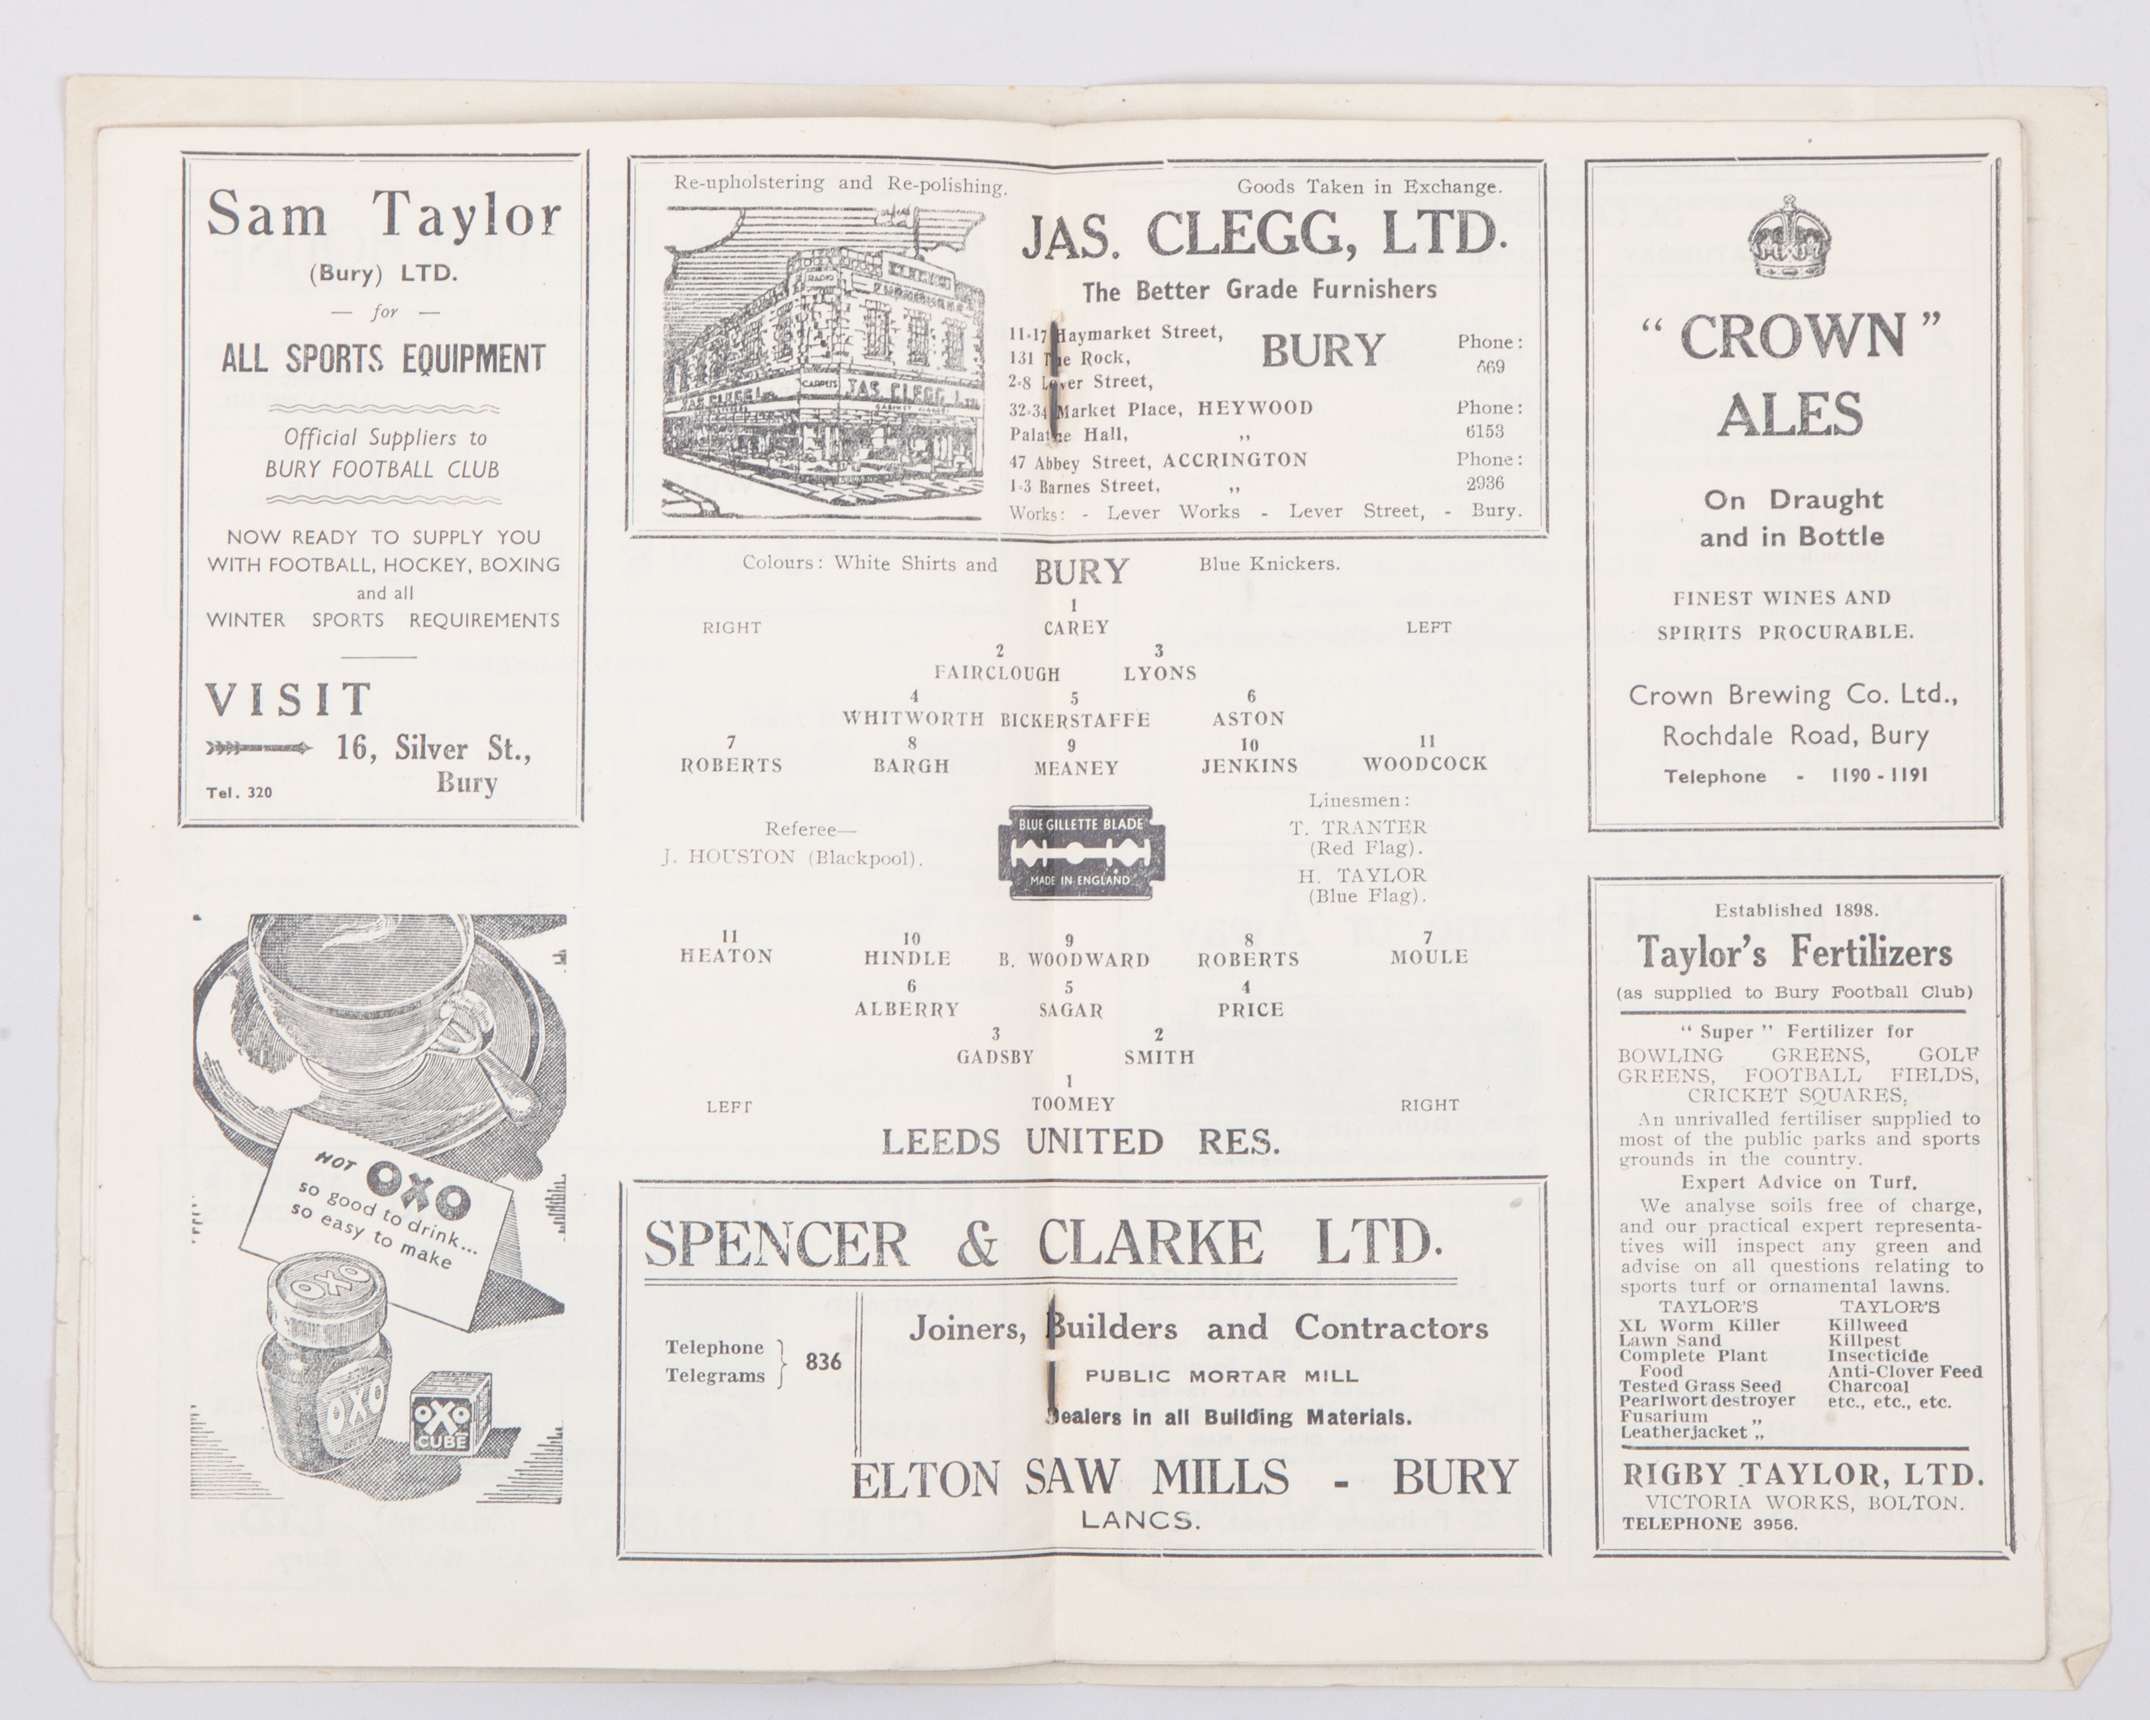 Sam Taylor
(Bury) LTD.
— for —
ALL SPORTS EQUIPMENT
Official Suppliers to
BURY FOOTBALL CLUB
NOW READY TO SUPPLY YOU
WITH FOOTBALL, HOCKEY, BOXING
and all
WINTER SPORTS REQUIREMENTS
VISIT
16, Silver St.,
Bury
Tel. 320
HOT OXO
so good to drink...
so easy to make
OXO
OXO
OXO
CUBE
Re-upholstering and Re-polishing.
Goods Taken in Exchange.
RADIO
CARPETS
JAS. CLEGG LTD.
JAS. CLEGG, LTD.
The Better Grade Furnishers
11-17 Haymarket Street,
131 The Rock,
2-8 Lever Street,
BURY
Phone:
669
32-34 Market Place, HEYWOOD
Palatine Hall, ,,
Phone:
6153
47 Abbey Street, ACCRINGTON
1-3 Barnes Street, ,,
Phone:
2936
Works: - Lever Works - Lever Street, - Bury.
Colours: White Shirts and BURY Blue Knickers.
1
RIGHT CAREY LEFT
2 3
FAIRCLOUGH LYONS
4 5 6
WHITWORTH BICKERSTAFFE ASTON
7 8 9 10 11
ROBERTS BARGH MEANEY JENKINS WOODCOCK
Referee—
J. HOUSTON (Blackpool).
BLUE GILLETTE BLADE
MADE IN ENGLAND
Linesmen:
T. TRANTER
(Red Flag).
H. TAYLOR
(Blue Flag).
11 10 9 8 7
HEATON HINDLE B. WOODWARD ROBERTS MOULE
6 5 4
ALBERRY SAGAR PRICE
3 2
GADSBY SMITH
1
LEFT TOOMEY RIGHT
LEEDS UNITED RES.
SPENCER & CLARKE LTD.
Telephone
Telegrams
836
Joiners, Builders and Contractors
PUBLIC MORTAR MILL
Dealers in all Building Materials.
ELTON SAW MILLS - BURY
LANCS.
"CROWN"
ALES
On Draught
and in Bottle
FINEST WINES AND
SPIRITS PROCURABLE.
Crown Brewing Co. Ltd.,
Rochdale Road, Bury
Telephone - 1190-1191
Established 1898.
Taylor's Fertilizers
(as supplied to Bury Football Club)
"Super" Fertilizer for
BOWLING GREENS, GOLF
GREENS, FOOTBALL FIELDS,
CRICKET SQUARES.
An unrivalled fertiliser supplied to
most of the public parks and sports
grounds in the country.
Expert Advice on Turf.
We analyse soils free of charge,
and our practical expert representa-
tives will inspect any green and
advise on all questions relating to
sports turf or ornamental lawns.
TAYLOR'S TAYLOR'S
XL Worm Killer Killweed
Lawn Sand Killpest
Complete Plant Insecticide
Food Anti-Clover Feed
Tested Grass Seed Charcoal
Pearlwort destroyer etc., etc., etc.
Fusarium ,,
Leatherjacket ,,
RIGBY TAYLOR, LTD.
VICTORIA WORKS, BOLTON.
TELEPHONE 3956.